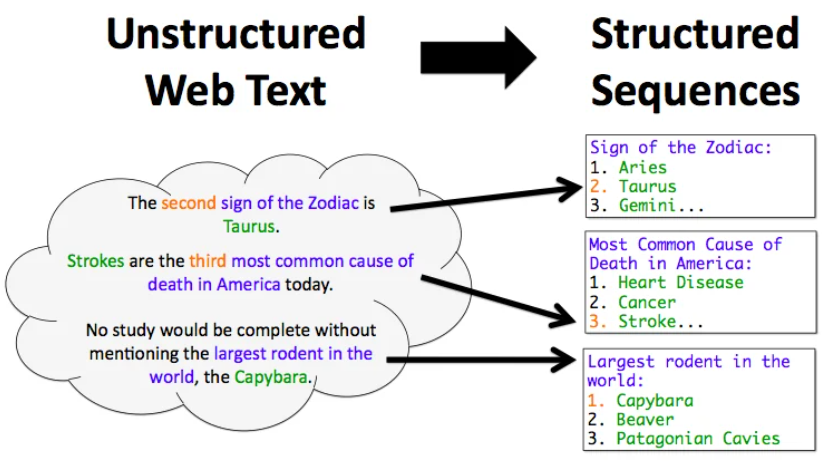 Unstructured
Web Text
Structured
Sequences
The second sign of the Zodiac is
Taurus.
Strokes are the third most common cause of
death in America today.
No study would be complete without
mentioning the largest rodent in the
world, the Capybara.
Sign of the Zodiac:
1. Aries
2. Taurus
3. Gemini...
Most Common Cause of
Death in America:
1. Heart Disease
2. Cancer
3. Stroke...
Largest rodent in the
world:
1. Capybara
2. Beaver
3. Patagonian Cavies